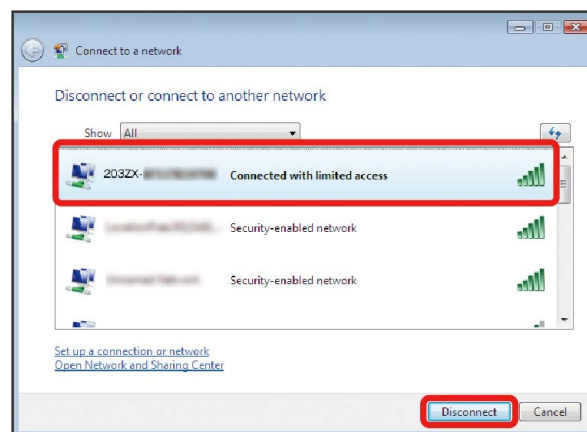 Connect to a network
Disconnect or connect to another network
Show All
203ZX- Connected with limited access
Security-enabled network
Security-enabled network
Set up a connection or network
Open Network and Sharing Center
Disconnect Cancel